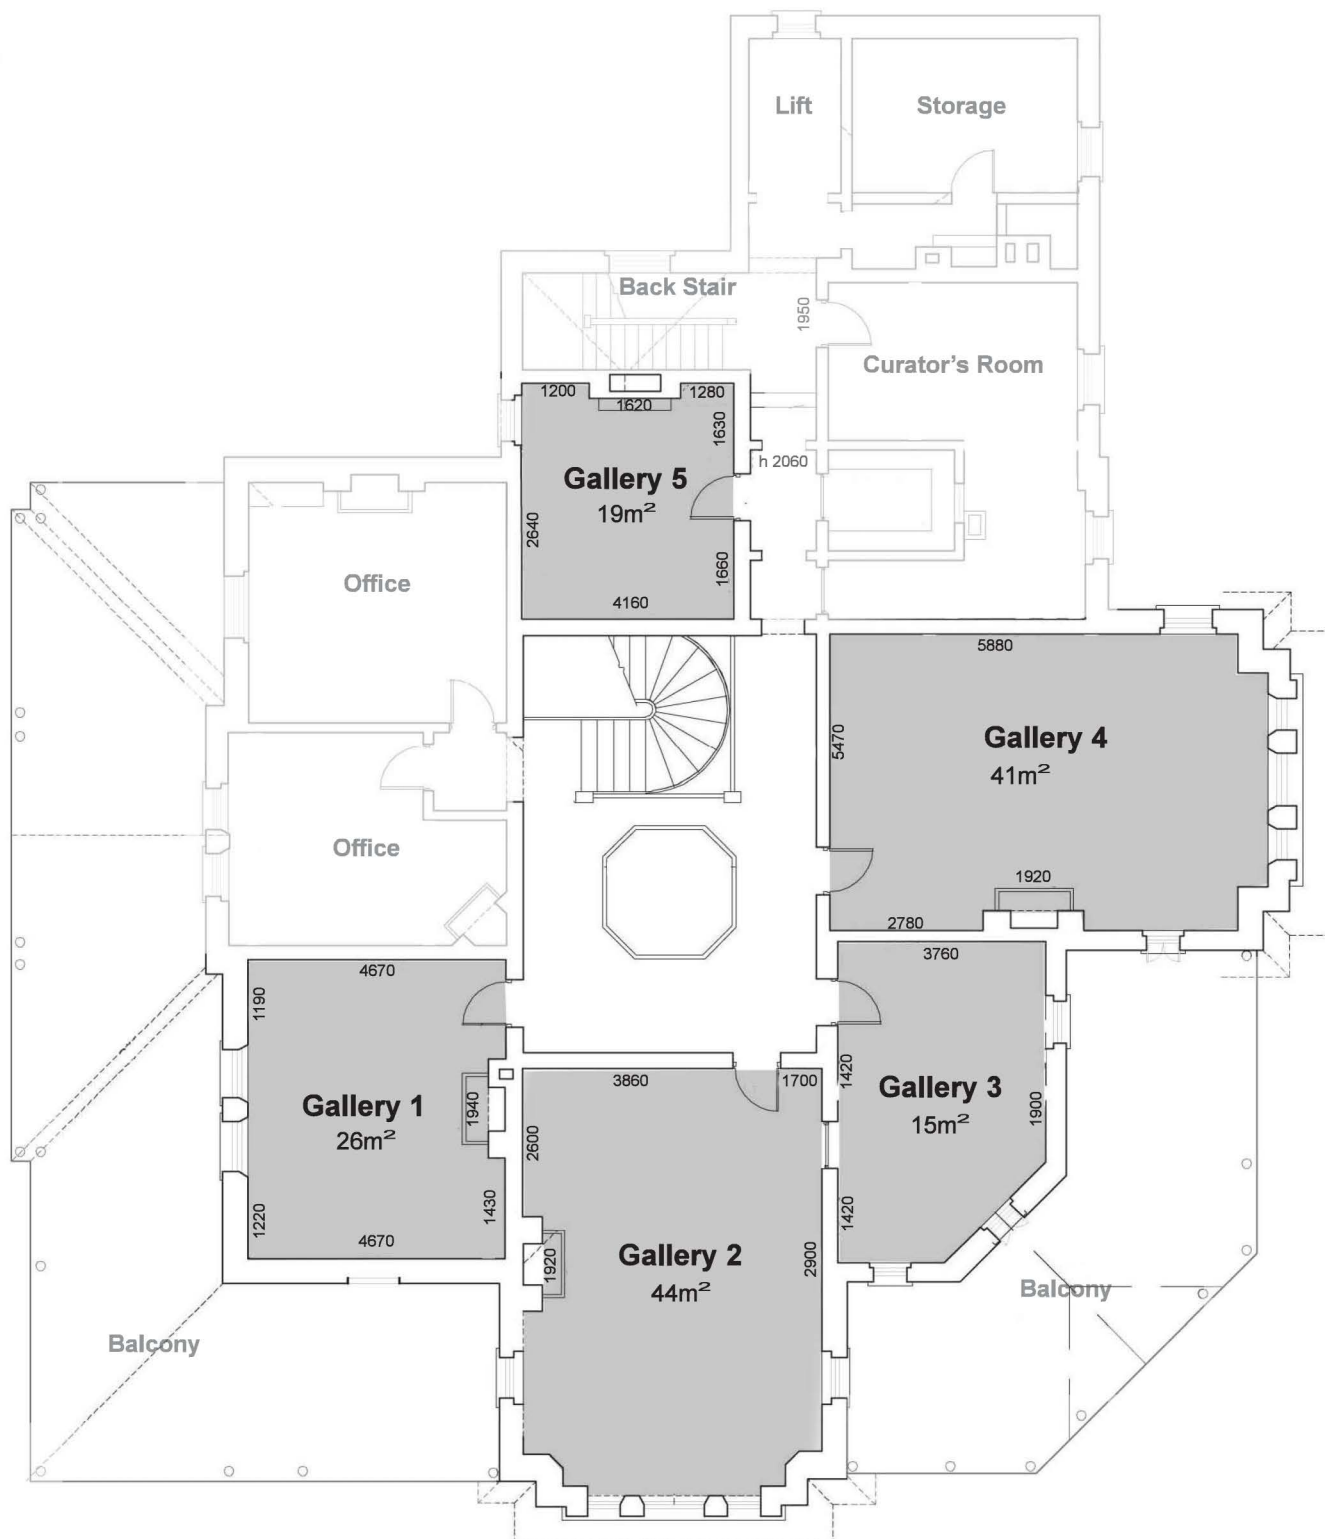 Lift
Storage
Back Stair
1950
Curator's Room
1200
1620
1280
1630
h 2060
Gallery 5
19m²
2640
1660
4160
Office
5880
5470
Gallery 4
41m²
Office
1920
2780
3760
4670
1190
1420
Gallery 3
15m²
1900
3860
1700
Gallery 1
26m²
1940
2600
1220
1430
4670
1420
Gallery 2
44m²
1920
2900
Balcony
Balcony